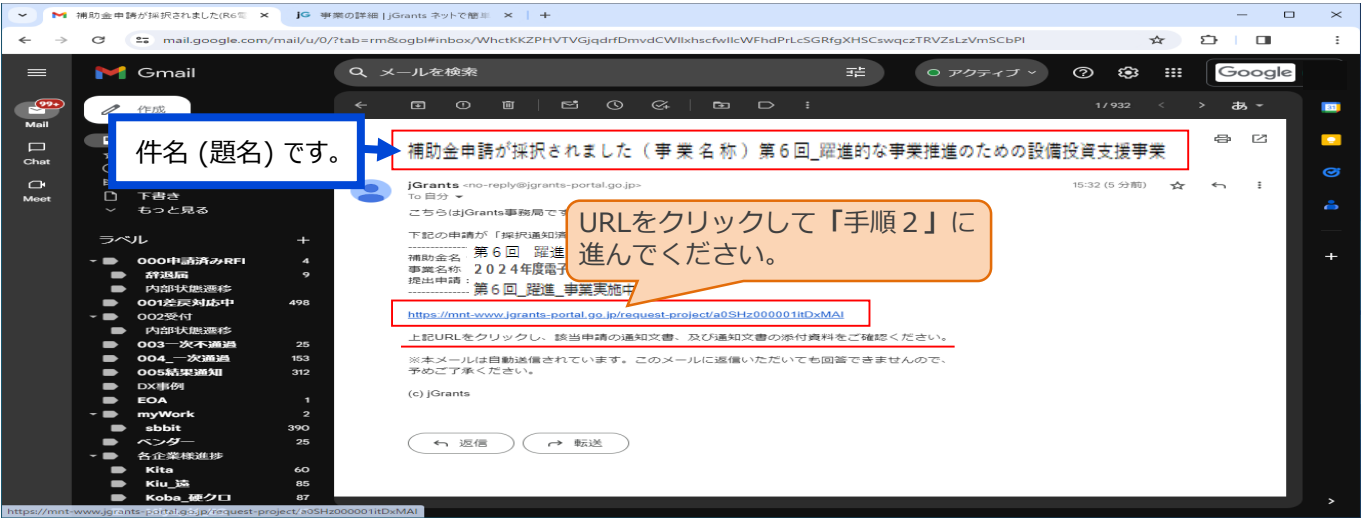 補助金申請が採択されました(R6電
jG 事業の詳細 | jGrants ネットで簡単
mail.google.com/mail/u/0/?tab=rm&ogbl#inbox/WhctKKZPHVTVGjqdrfDmvdCWllxhscfwllcWFhdPrLcSGRfgXHSCswqczTRVZsLzVmSCbPl
Gmail
メールを検索
アクティブ
Google
99+
Mail
Chat
Meet
作成
下書き
もっと見る
ラベル
000申請済みRFI 4
辞退届 9
内部状態遷移
001差戻対応中 498
002受付
内部状態遷移
003一次不通過 25
004_一次通過 153
005結果通知 312
DX事例
EOA 1
myWork 2
sbbit 390
ベンダー 25
各企業様進捗
Kita 60
Kiu_遠 85
Koba_硬クロ 87
1 / 932
あ
件名 (題名) です。
補助金申請が採択されました（事業名称）第６回_躍進的な事業推進のための設備投資支援事業
jGrants <no-reply@jgrants-portal.go.jp>
15:32 (5 分前)
To 自分
こちらはjGrants事務局です
下記の申請が「採択通知済
補助金名 第６回 躍進
事業名称 ２０２４年度電子
提出申請： 第６回_躍進_事業実施中
URLをクリックして「手順２」に
進んでください。
https://mnt-www.jgrants-portal.go.jp/request-project/a0SHz000001itDxMAI
上記URLをクリックし、該当申請の通知文書、及び通知文書の添付資料をご確認ください。
※本メールは自動送信されています。このメールに返信いただいても回答できませんので、
予めご了承ください。
(c) jGrants
返信
転送
https://mnt-www.jgrants-portal.go.jp/request-project/a0SHz000001itDxMAI